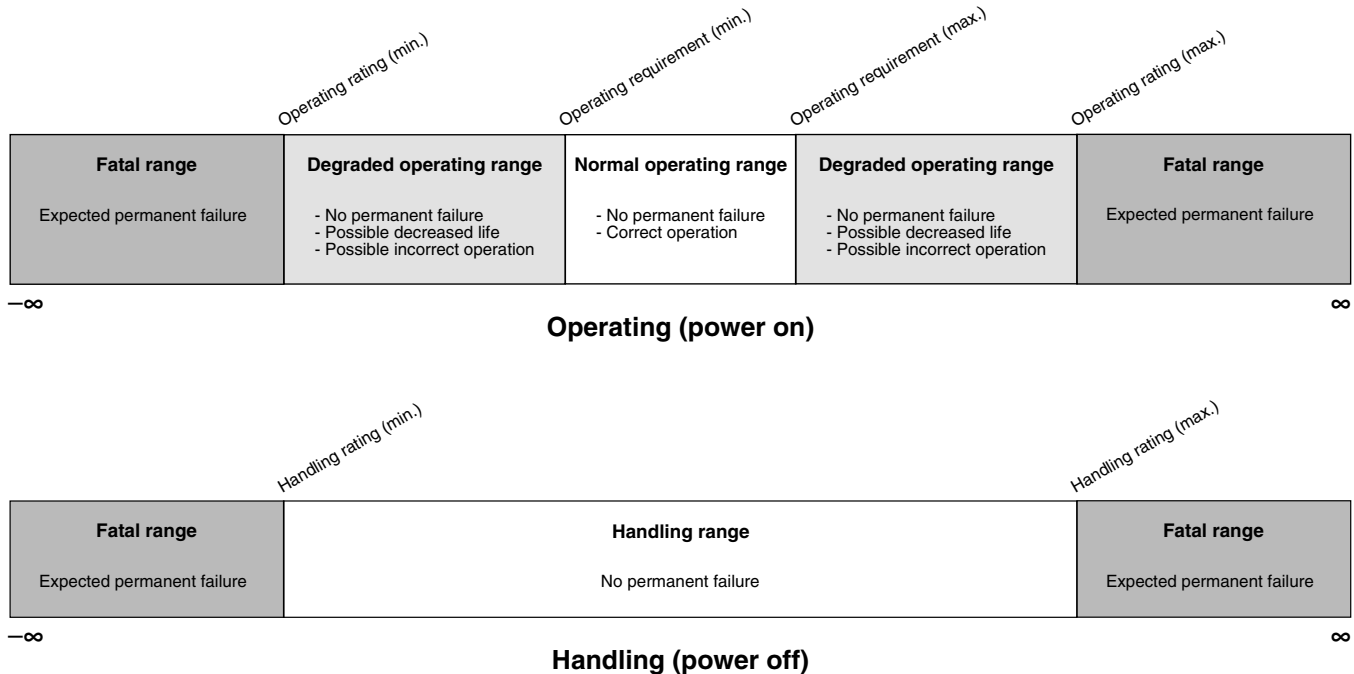 Operating rating (min.)
Operating requirement (min.)
Operating requirement (max.)
Operating rating (max.)
Fatal range
Expected permanent failure
Degraded operating range
- No permanent failure
- Possible decreased life
- Possible incorrect operation
Normal operating range
- No permanent failure
- Correct operation
Degraded operating range
- No permanent failure
- Possible decreased life
- Possible incorrect operation
Fatal range
Expected permanent failure
–∞
∞
Operating (power on)
Handling rating (min.)
Handling rating (max.)
Fatal range
Expected permanent failure
Handling range
No permanent failure
Fatal range
Expected permanent failure
–∞
∞
Handling (power off)